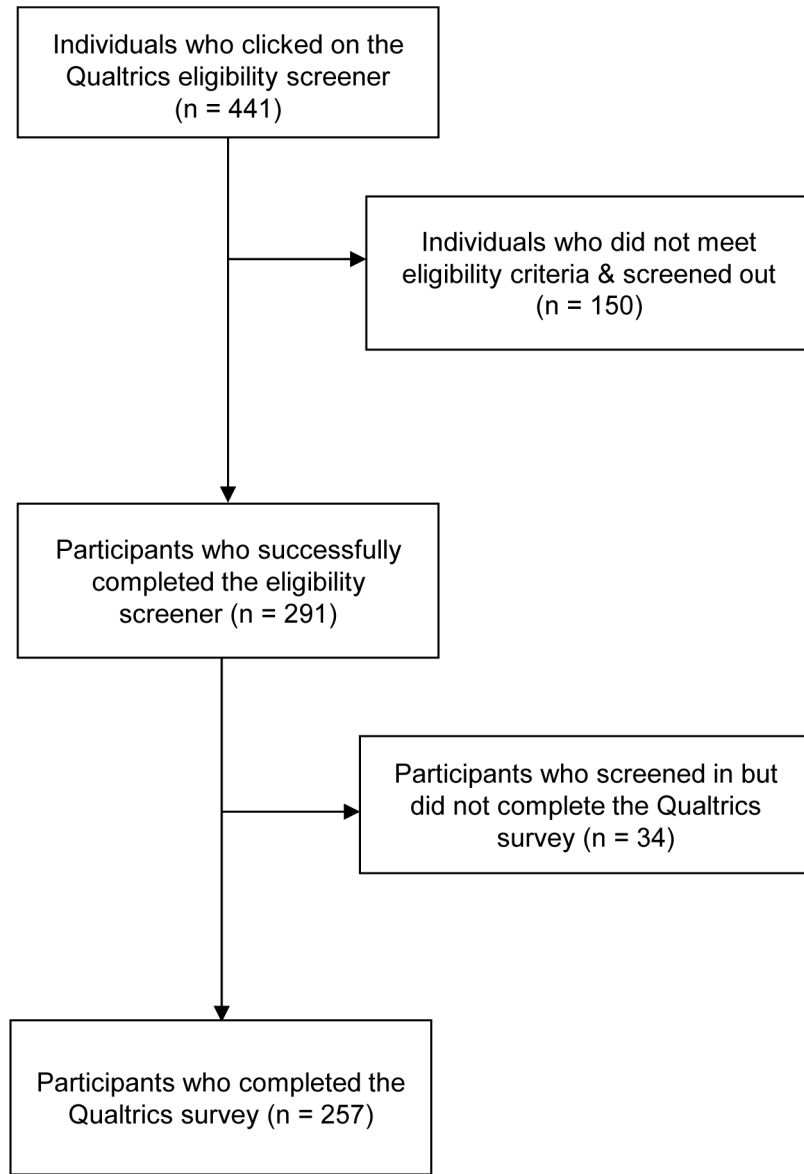 Individuals who clicked on the
Qualtrics eligibility screener
(n = 441)
Individuals who did not meet
eligibility criteria & screened out
(n = 150)
Participants who successfully
completed the eligibility
screener (n = 291)
Participants who screened in but
did not complete the Qualtrics
survey (n = 34)
Participants who completed the
Qualtrics survey (n = 257)